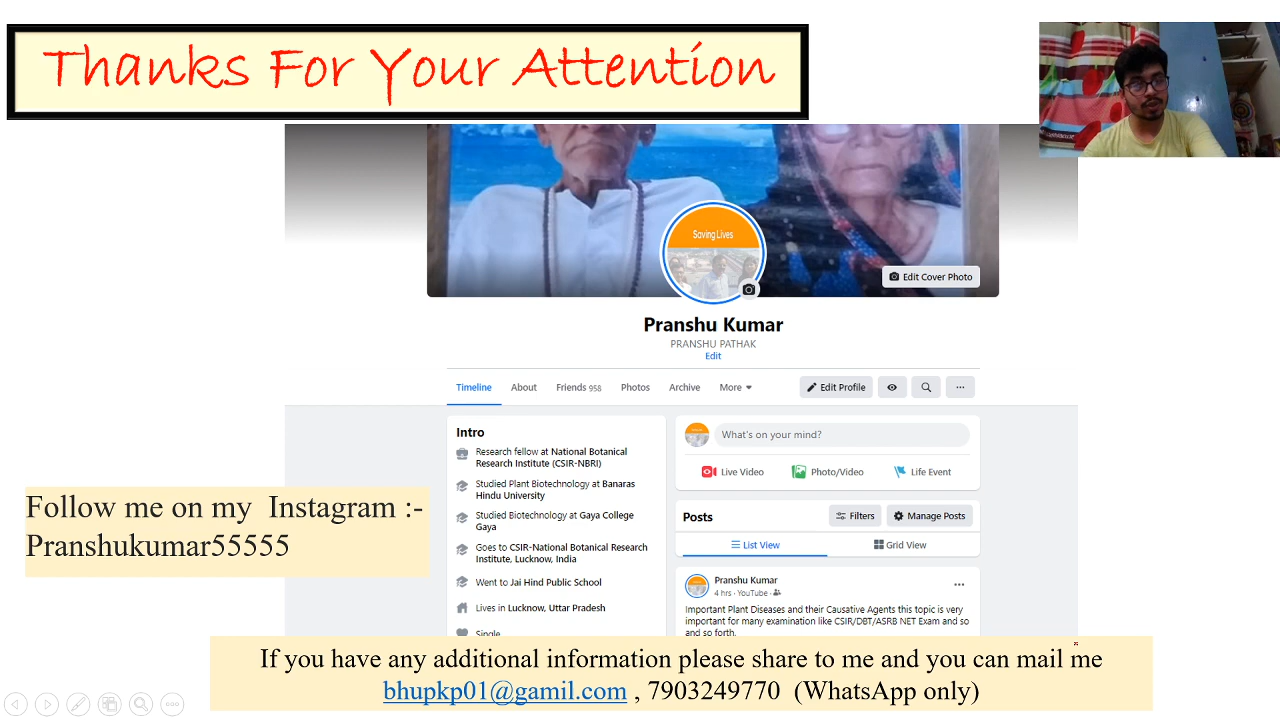 Thanks For Your Attention
Saving Lives
Edit Cover Photo
Pranshu Kumar
PRANSHU PATHAK
Edit
Timeline About Friends 958 Photos Archive More Edit Profile
Intro
Research fellow at National Botanical
Research Institute (CSIR-NBRI)
Studied Plant Biotechnology at Banaras
Hindu University
Studied Biotechnology at Gaya College
Gaya
Goes to CSIR-National Botanical Research
Institute, Lucknow, India
Went to Jai Hind Public School
Lives in Lucknow, Uttar Pradesh
Single
What's on your mind?
Live Video Photo/Video Life Event
Posts Filters Manage Posts
List View Grid View
Pranshu Kumar
4 hrs · YouTube ·
Important Plant Diseases and their Causative Agents this topic is very
important for many examination like CSIR/DBT/ASRB NET Exam and so
and so forth.
Follow me on my Instagram :-
Pranshukumar55555
If you have any additional information please share to me and you can mail me
bhupkp01@gamil.com , 7903249770 (WhatsApp only)